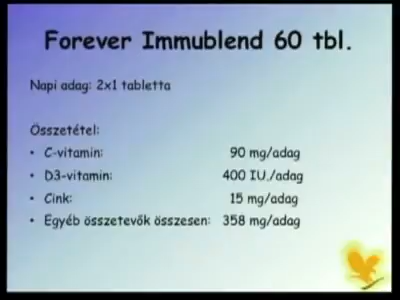 Forever Immublend 60 tbl.
Napi adag: 2x1 tabletta
Összetétel:
• C-vitamin: 90 mg/adag
• D3-vitamin: 400 IU./adag
• Cink: 15 mg/adag
• Egyéb összetevők összesen: 358 mg/adag